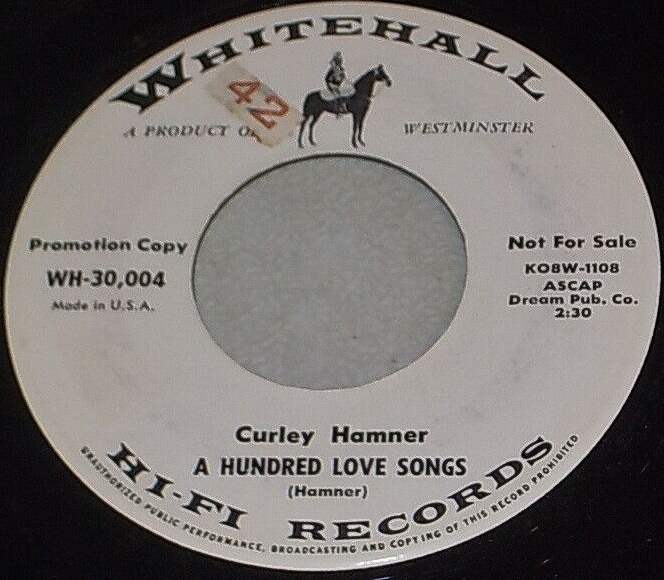 WHITEHALL
42
A PRODUCT O
WESTMINSTER
Promotion Copy
WH-30,004
Made in U.S.A.
Not For Sale
KO8W-1108
ASCAP
Dream Pub. Co.
2:30
Curley Hamner
A HUNDRED LOVE SONGS
(Hamner)
HI-FI RECORDS
UNAUTHORIZED PUBLIC PERFORMANCE, BROADCASTING AND COPYING OF THIS RECORD PROHIBITED